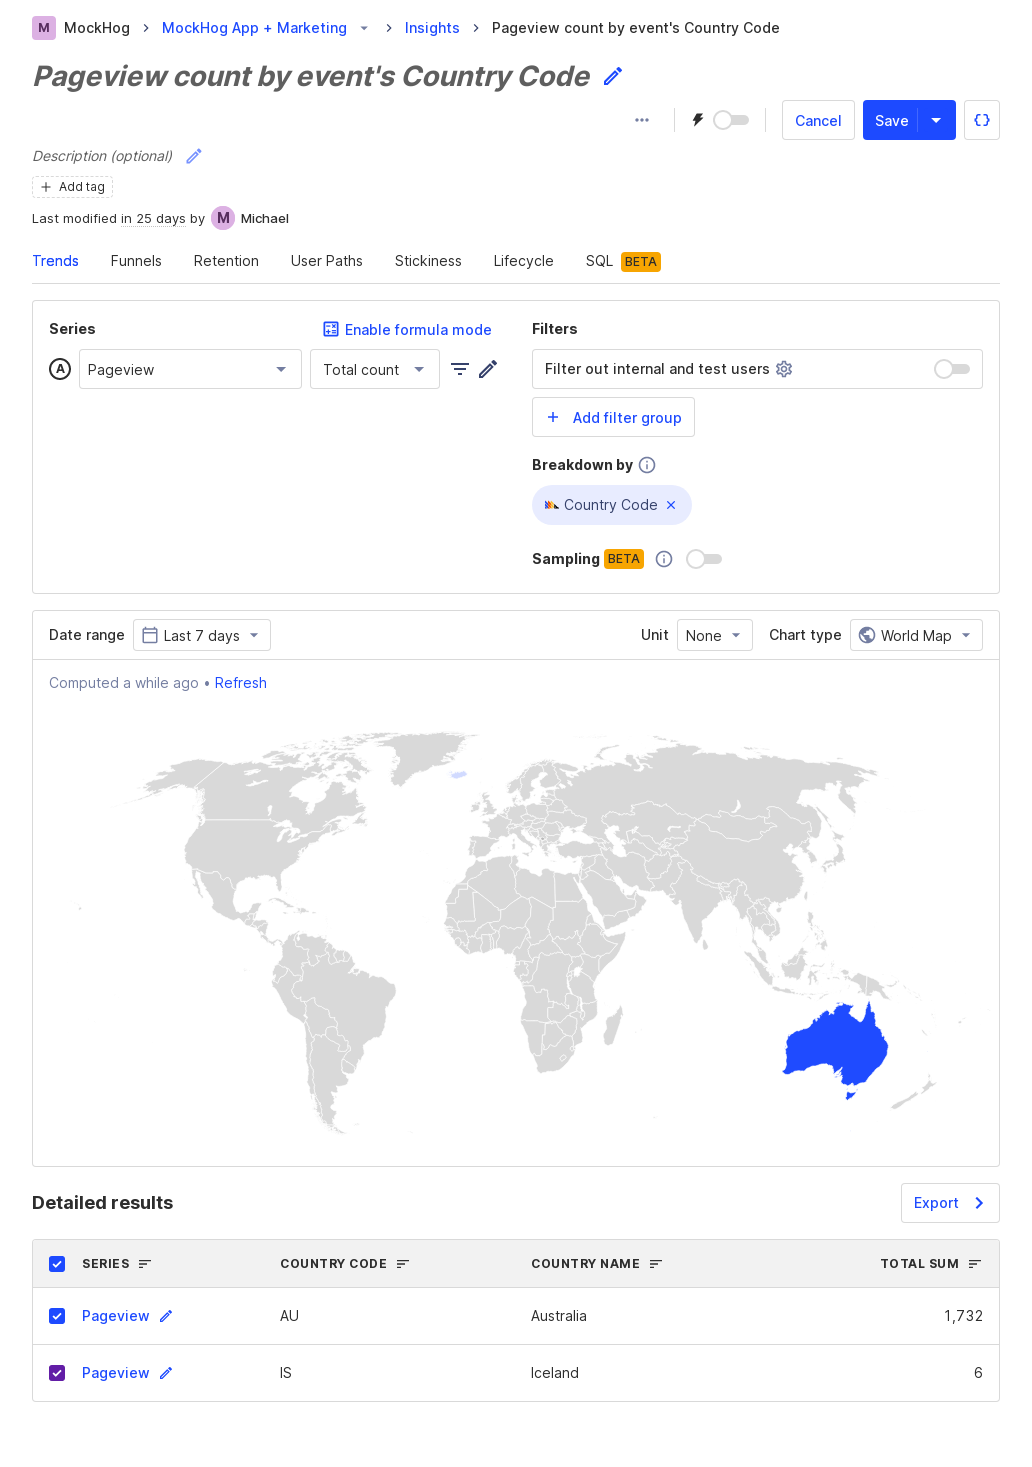 M MockHog MockHog App + Marketing Insights Pageview count by event's Country Code
Pageview count by event's Country Code
Cancel Save
Description (optional)
Add tag
Last modified in 25 days by M Michael
Trends Funnels Retention User Paths Stickiness Lifecycle SQL BETA
Series Enable formula mode Filters
A Pageview Total count Filter out internal and test users
Add filter group
Breakdown by
Country Code
Sampling BETA
Date range Last 7 days Unit None Chart type World Map
Computed a while ago • Refresh
Detailed results Export
SERIES COUNTRY CODE COUNTRY NAME TOTAL SUM
Pageview AU Australia 1,732
Pageview IS Iceland 6